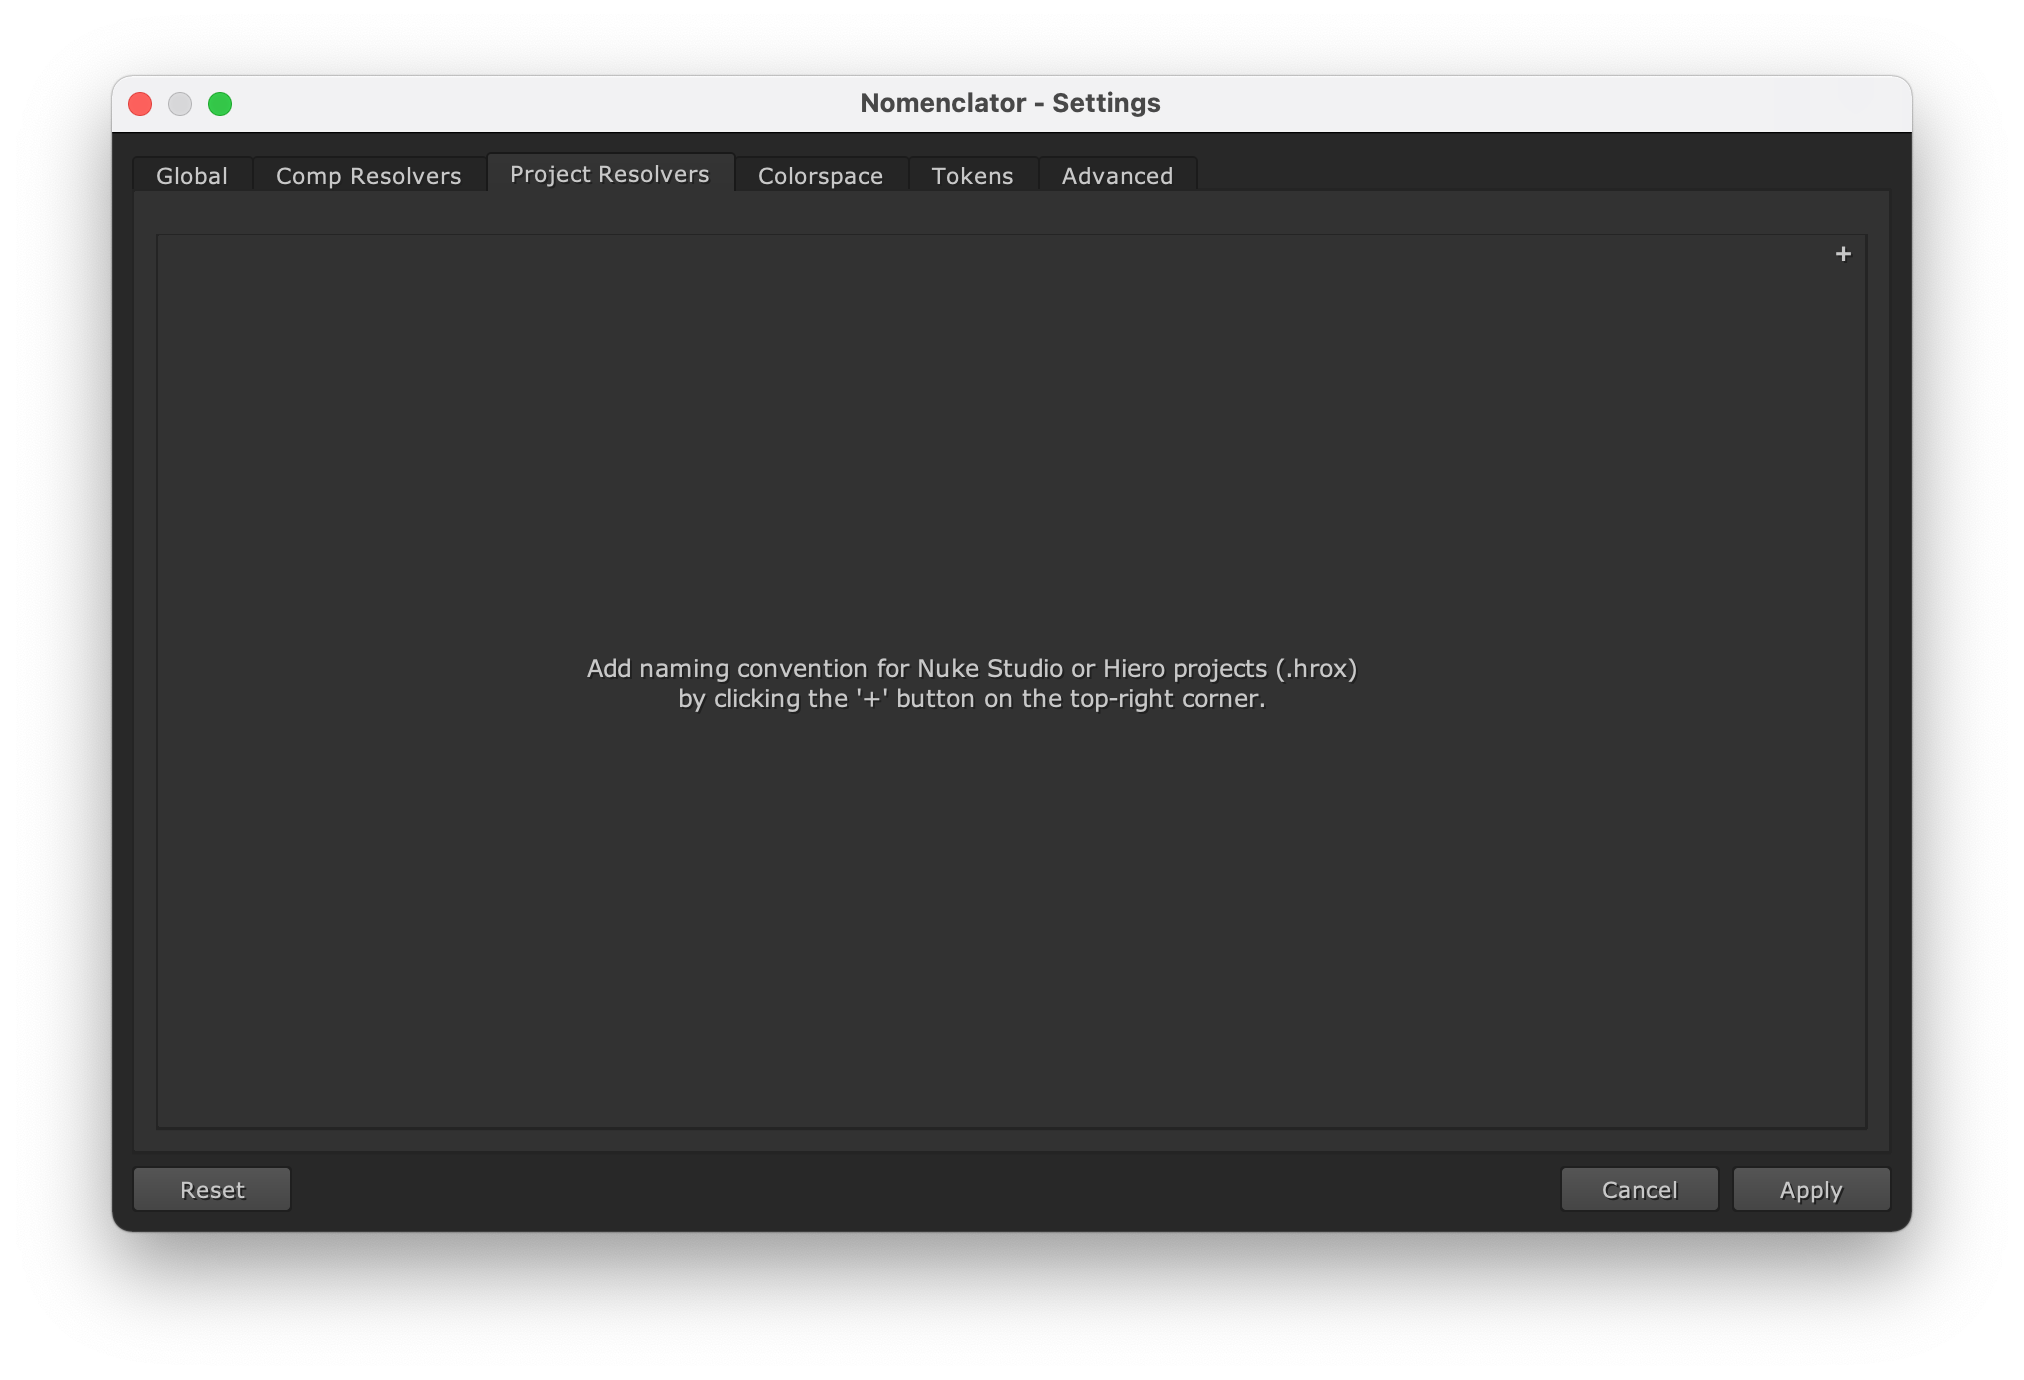 Nomenclator - Settings
Global
Comp Resolvers
Project Resolvers
Colorspace
Tokens
Advanced
+
Add naming convention for Nuke Studio or Hiero projects (.hrox)
by clicking the '+' button on the top-right corner.
Reset
Cancel
Apply